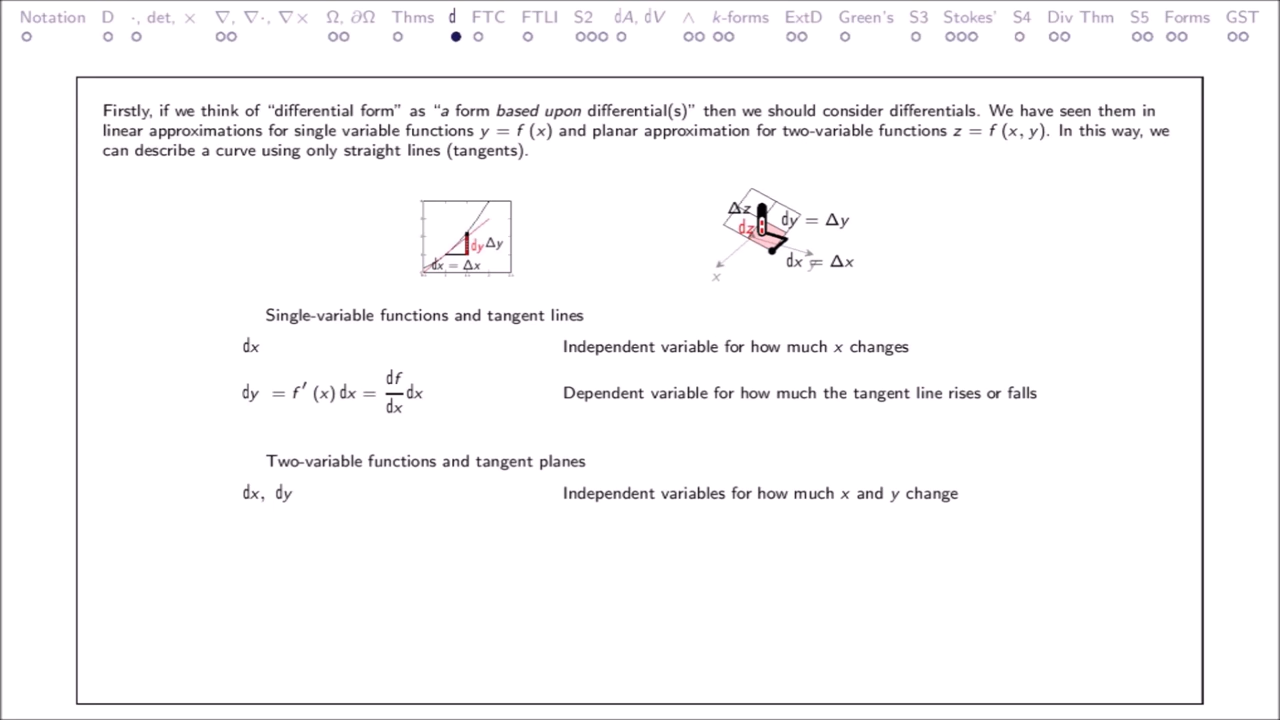 Notation D ·, det, × ∇, ∇·, ∇× Ω, ∂Ω Thms d FTC FTLI S2 dA, dV ∧ k-forms ExtD Green's S3 Stokes' S4 Div Thm S5 Forms GST
Firstly, if we think of “differential form” as “a form based upon differential(s)” then we should consider differentials. We have seen them in
linear approximations for single variable functions y = f (x) and planar approximation for two-variable functions z = f (x, y). In this way, we
can describe a curve using only straight lines (tangents).
dy Δy
dx = Δx
Δz
dz
dy = Δy
dx = Δx
x
Single-variable functions and tangent lines
dx Independent variable for how much x changes
dy = f′ (x) dx = df/dx dx Dependent variable for how much the tangent line rises or falls
Two-variable functions and tangent planes
dx, dy Independent variables for how much x and y change